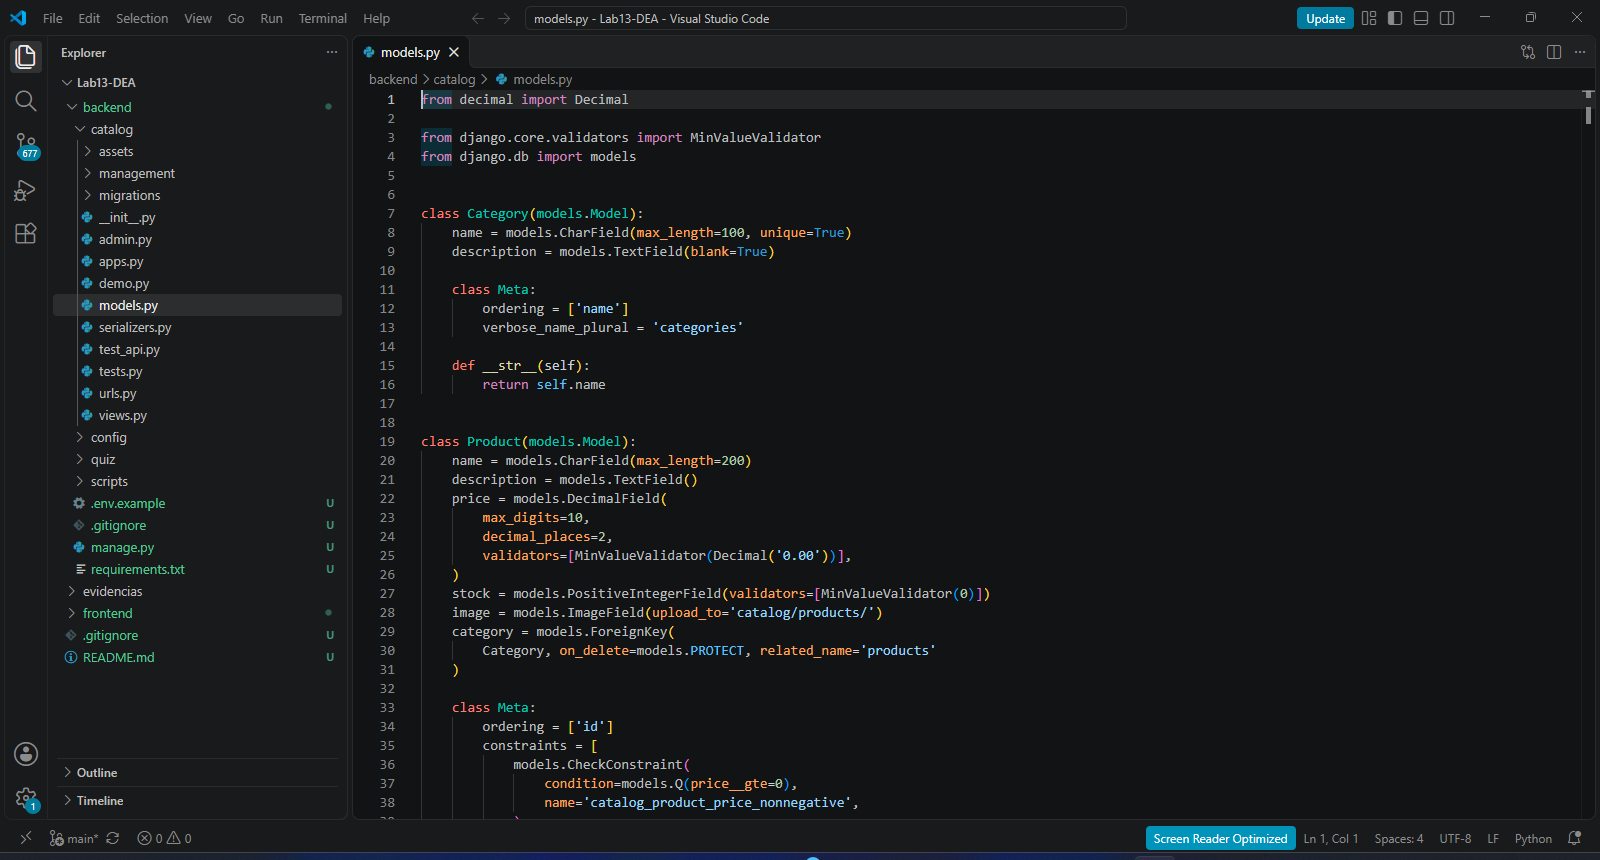 File Edit Selection View Go Run Terminal Help
models.py - Lab13-DEA - Visual Studio Code
Update
Explorer
Lab13-DEA
backend
catalog
assets
management
migrations
__init__.py
admin.py
apps.py
demo.py
models.py
serializers.py
test_api.py
tests.py
urls.py
views.py
config
quiz
scripts
.env.example U
.gitignore U
manage.py U
requirements.txt U
evidencias
frontend
.gitignore U
README.md U
Outline
Timeline
677
1
models.py
backend > catalog > models.py
1 from decimal import Decimal
2
3 from django.core.validators import MinValueValidator
4 from django.db import models
5
6
7 class Category(models.Model):
8 name = models.CharField(max_length=100, unique=True)
9 description = models.TextField(blank=True)
10
11 class Meta:
12 ordering = ['name']
13 verbose_name_plural = 'categories'
14
15 def __str__(self):
16 return self.name
17
18
19 class Product(models.Model):
20 name = models.CharField(max_length=200)
21 description = models.TextField()
22 price = models.DecimalField(
23 max_digits=10,
24 decimal_places=2,
25 validators=[MinValueValidator(Decimal('0.00'))],
26 )
27 stock = models.PositiveIntegerField(validators=[MinValueValidator(0)])
28 image = models.ImageField(upload_to='catalog/products/')
29 category = models.ForeignKey(
30 Category, on_delete=models.PROTECT, related_name='products'
31 )
32
33 class Meta:
34 ordering = ['id']
35 constraints = [
36 models.CheckConstraint(
37 condition=models.Q(price__gte=0),
38 name='catalog_product_price_nonnegative',
main* 0 0
Screen Reader Optimized Ln 1, Col 1 Spaces: 4 UTF-8 LF Python